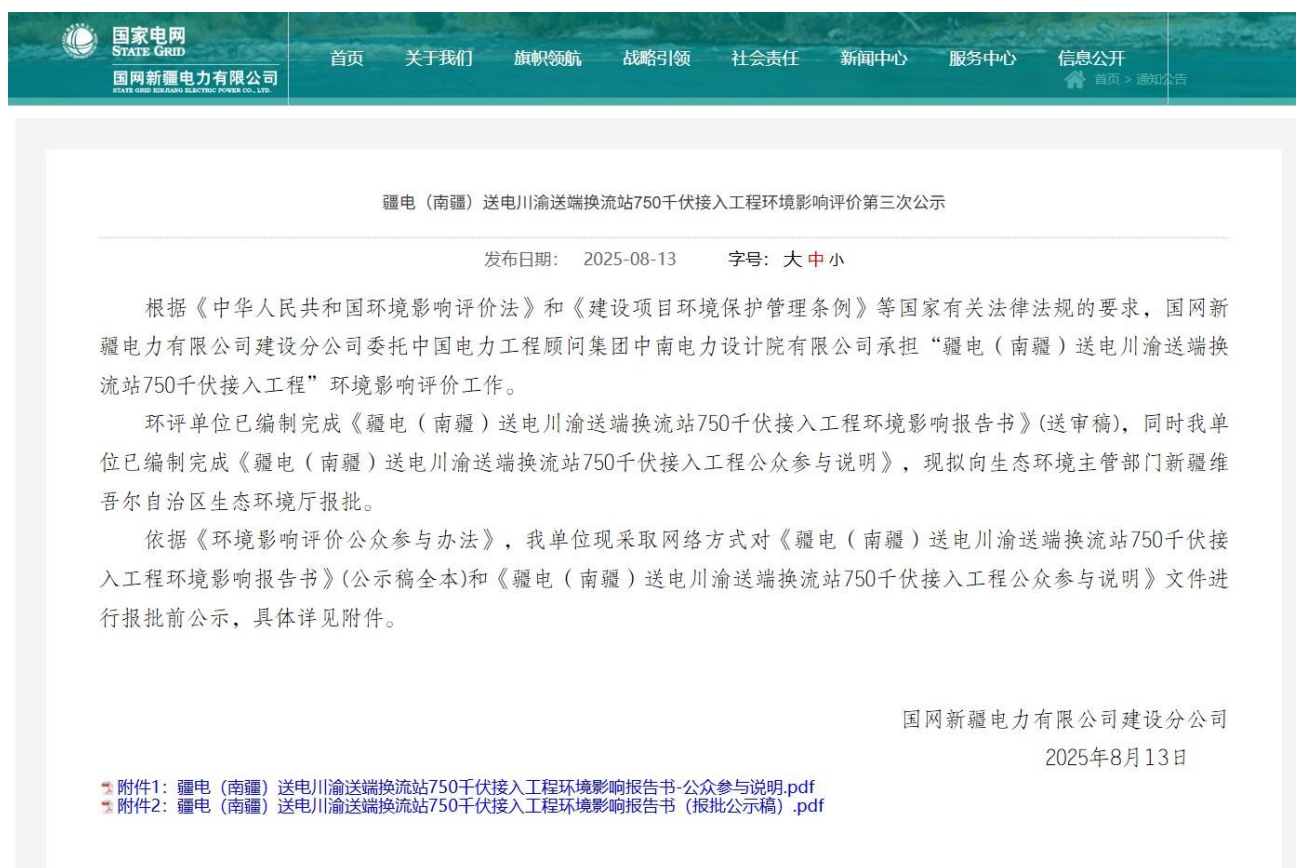 国家电网
STATE GRID
国网新疆电力有限公司
STATE GRID XINJIANG ELECTRIC POWER CO., LTD.
首页 关于我们 旗帜领航 战略引领 社会责任 新闻中心 服务中心 信息公开
首页 > 通知公告
疆电（南疆）送电川渝送端换流站750千伏接入工程环境影响评价第三次公示
发布日期： 2025-08-13 字号：大 中 小
根据《中华人民共和国环境影响评价法》和《建设项目环境保护管理条例》等国家有关法律法规的要求，国网新
疆电力有限公司建设分公司委托中国电力工程顾问集团中南电力设计院有限公司承担“疆电（南疆）送电川渝送端换
流站750千伏接入工程”环境影响评价工作。
环评单位已编制完成《疆电（南疆）送电川渝送端换流站750千伏接入工程环境影响报告书》(送审稿)，同时我单
位已编制完成《疆电（南疆）送电川渝送端换流站750千伏接入工程公众参与说明》，现拟向生态环境主管部门新疆维
吾尔自治区生态环境厅报批。
依据《环境影响评价公众参与办法》，我单位现采取网络方式对《疆电（南疆）送电川渝送端换流站750千伏接
入工程环境影响报告书》(公示稿全本)和《疆电（南疆）送电川渝送端换流站750千伏接入工程公众参与说明》文件进
行报批前公示，具体详见附件。
国网新疆电力有限公司建设分公司
2025年8月13日
附件1：疆电（南疆）送电川渝送端换流站750千伏接入工程环境影响报告书-公众参与说明.pdf
附件2：疆电（南疆）送电川渝送端换流站750千伏接入工程环境影响报告书（报批公示稿）.pdf